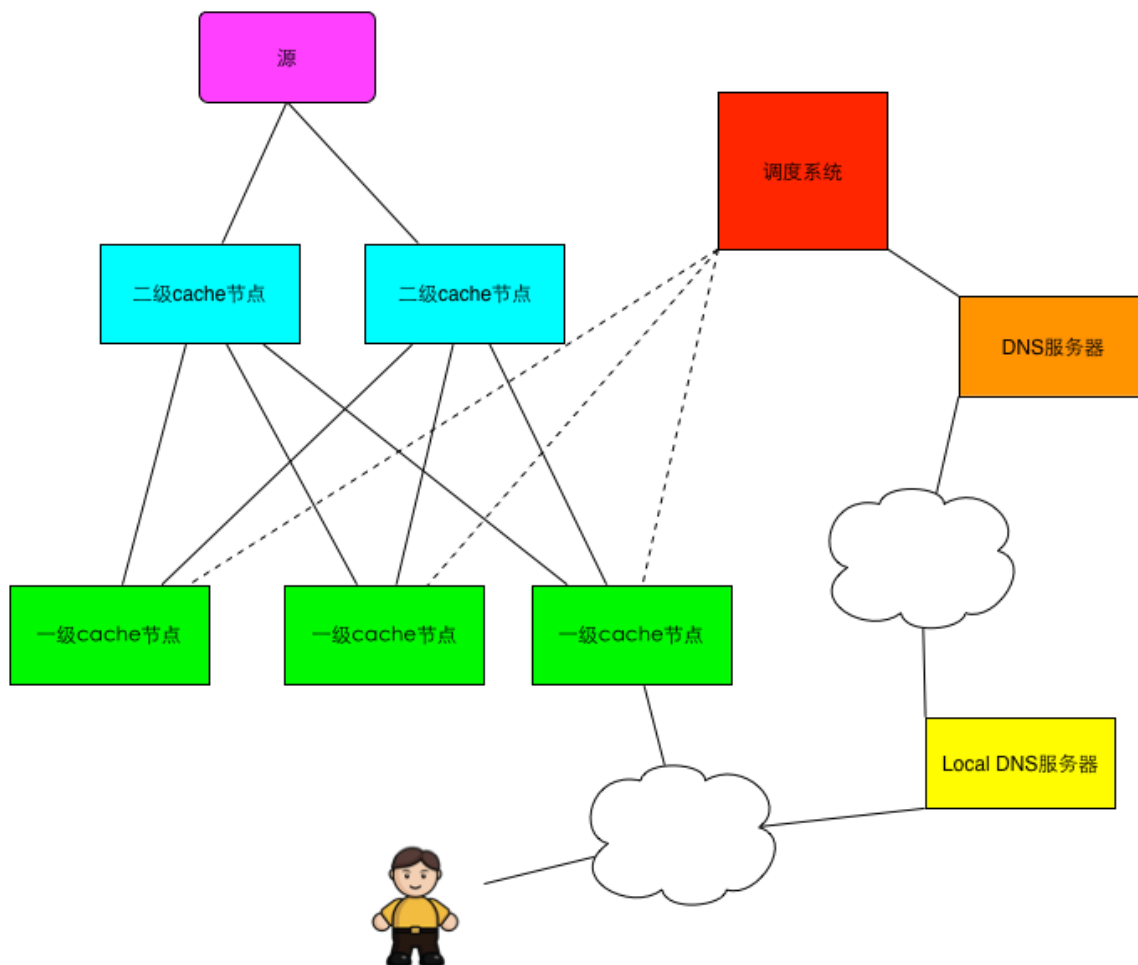 源
调度系统
二级cache节点
二级cache节点
DNS服务器
一级cache节点
一级cache节点
一级cache节点
Local DNS服务器